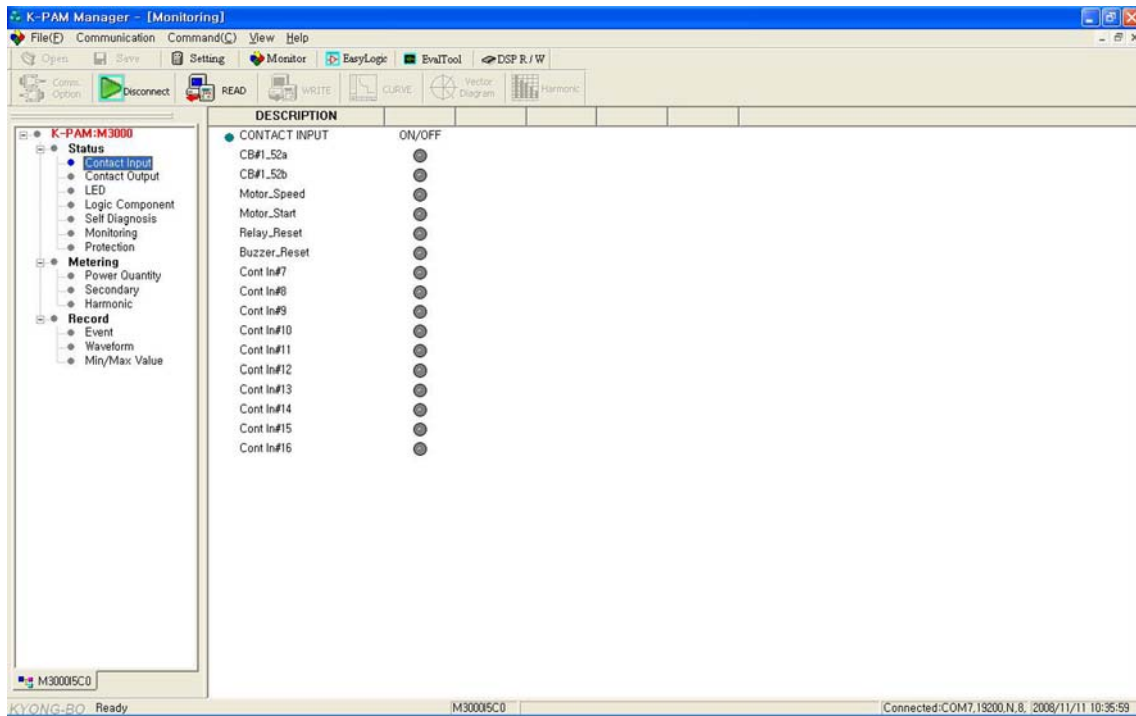 K-PAM Manager - [Monitoring]
File(F) Communication Command(C) View Help
Open Save Setting Monitor EasyLogic EvalTool DSP R/W
Comm. Option Disconnect READ WRITE CURVE Vector Diagram Harmonic
DESCRIPTION
K-PAM:M3000
Status
Contact Input
Contact Output
LED
Logic Component
Self Diagnosis
Monitoring
Protection
Metering
Power Quantity
Secondary
Harmonic
Record
Event
Waveform
Min/Max Value
CONTACT INPUT ON/OFF
CB#1_52a
CB#1_52b
Motor_Speed
Motor_Start
Relay_Reset
Buzzer_Reset
Cont In#7
Cont In#8
Cont In#9
Cont In#10
Cont In#11
Cont In#12
Cont In#13
Cont In#14
Cont In#15
Cont In#16
M3000I5C0
KYONG-BO Ready M3000I5C0 Connected:COM7,19200,N,8, 2008/11/11 10:35:59